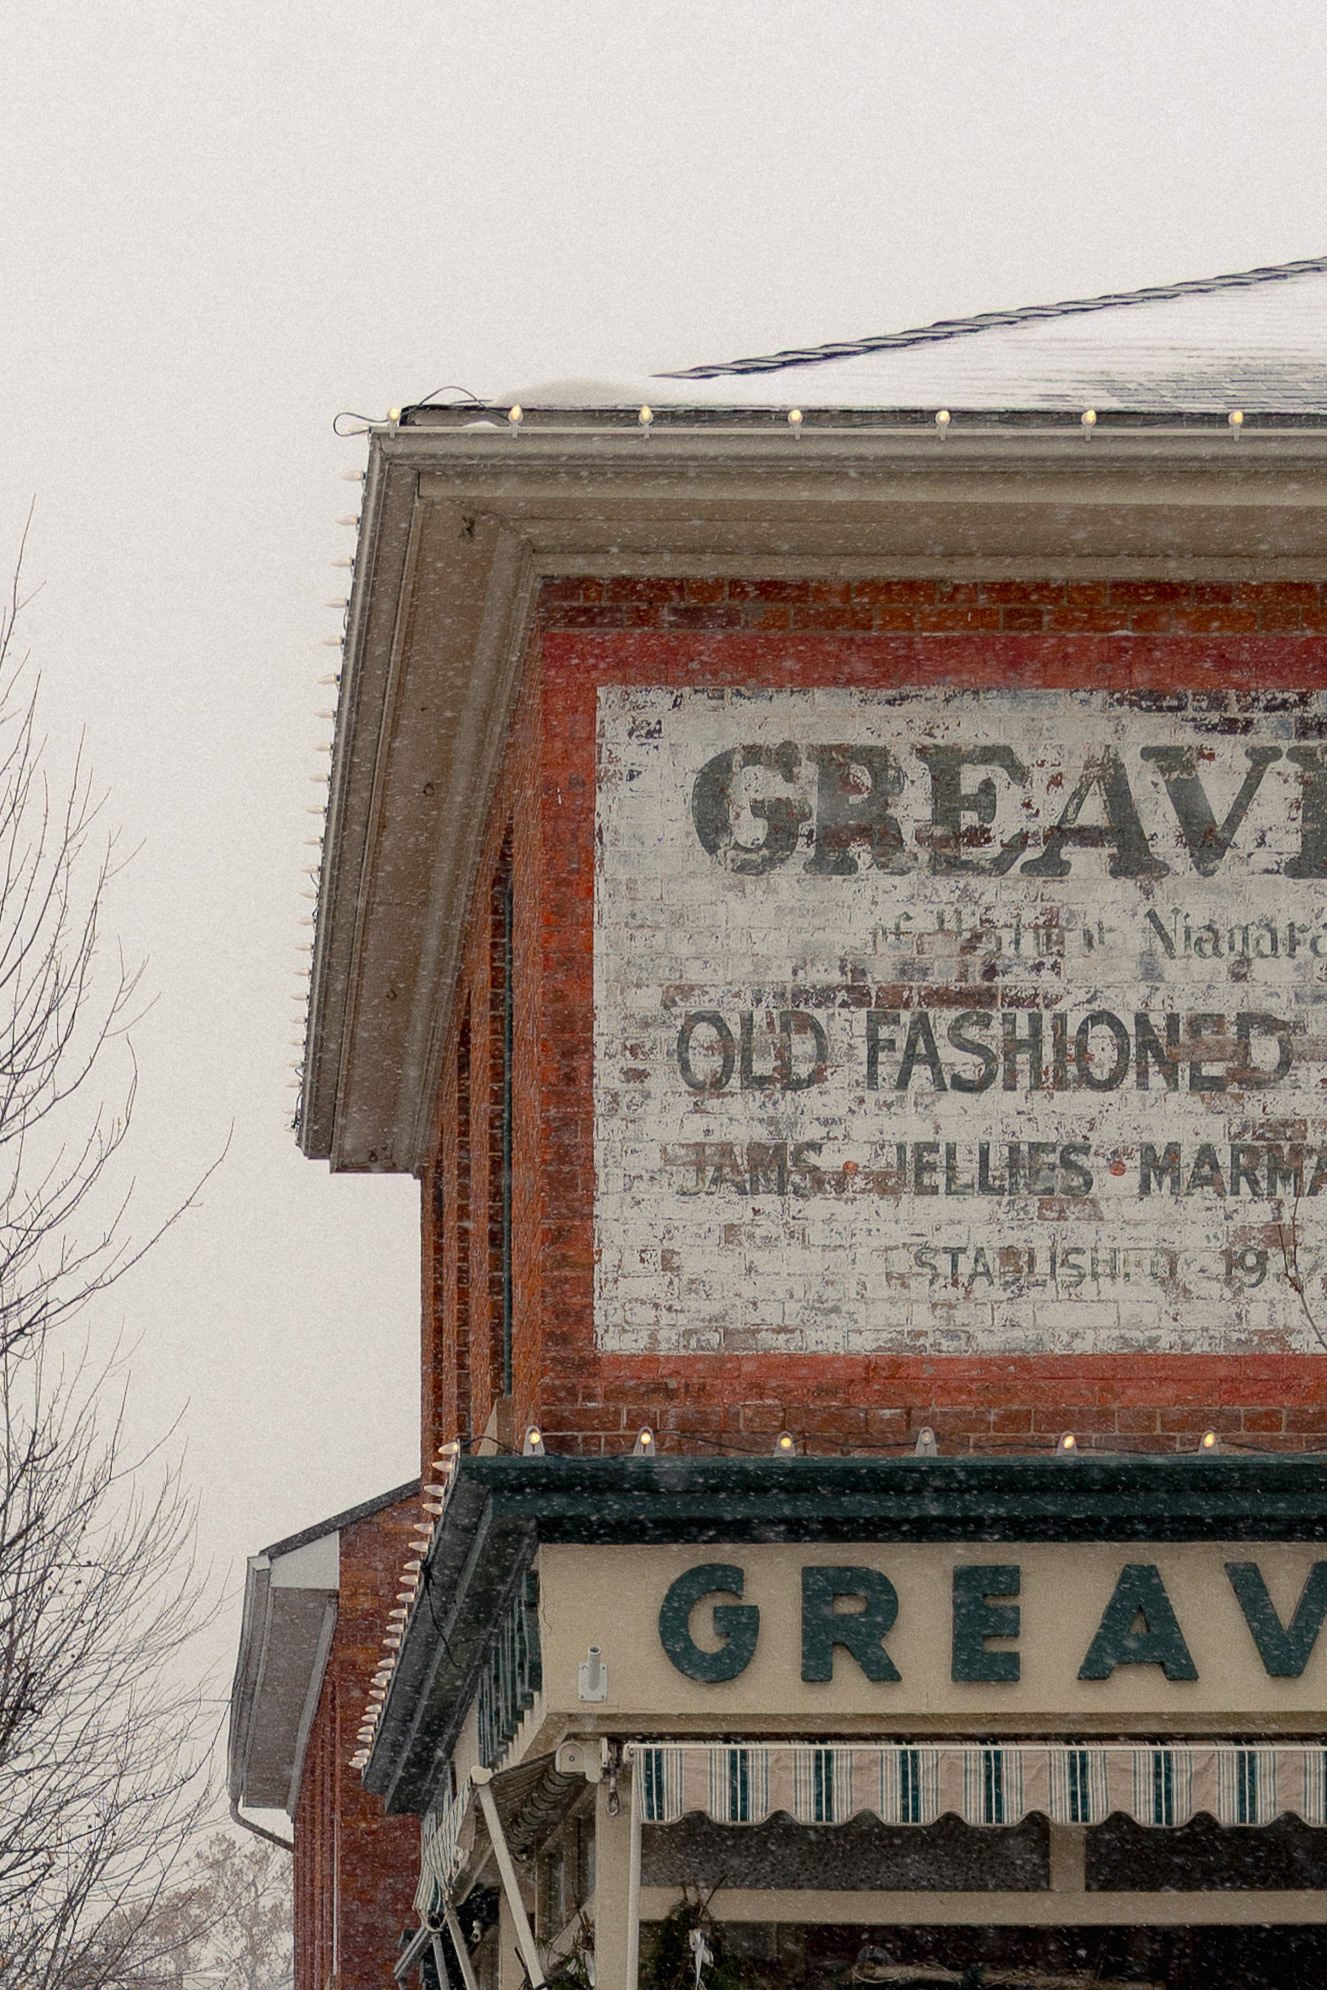 GREAV
Niagara
OLD FASHIONED
JAMS • JELLIES • MARMA
STABLISH
GREAV